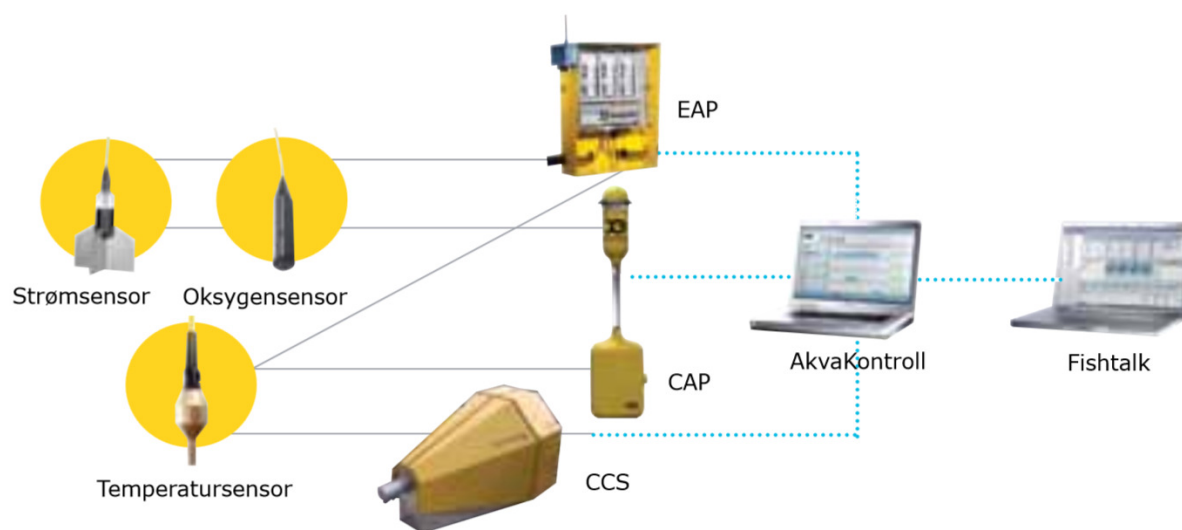 EAP
Strømsensor
Oksygensensor
AkvaKontroll
Fishtalk
CAP
Temperatursensor
CCS